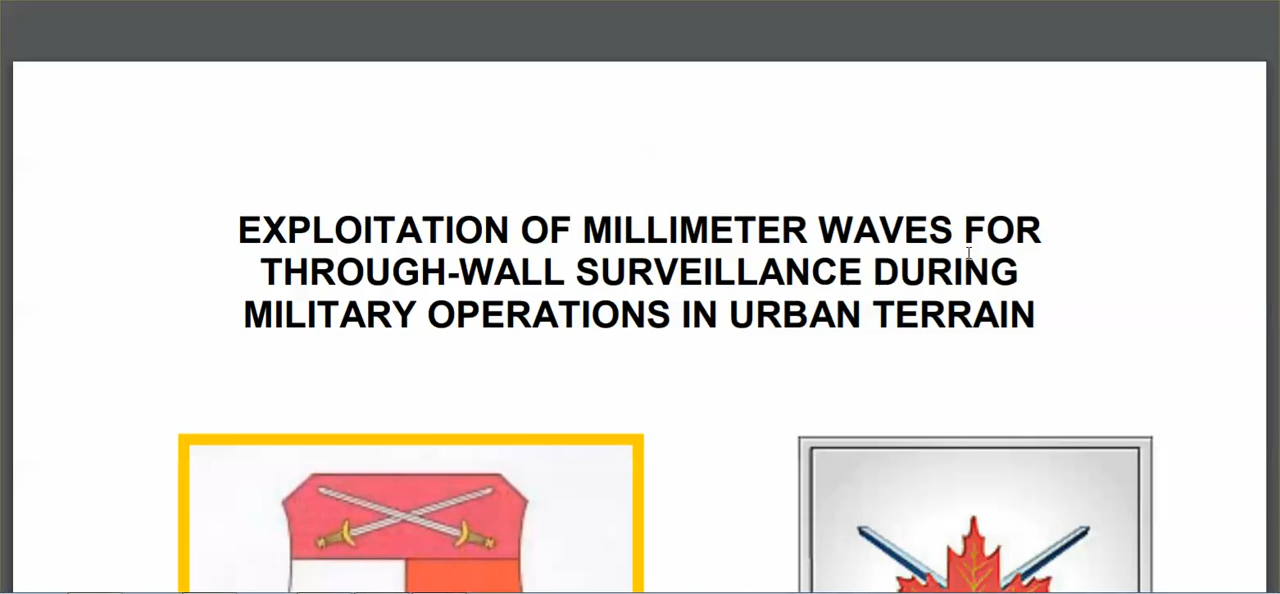 EXPLOITATION OF MILLIMETER WAVES FOR
THROUGH-WALL SURVEILLANCE DURING
MILITARY OPERATIONS IN URBAN TERRAIN